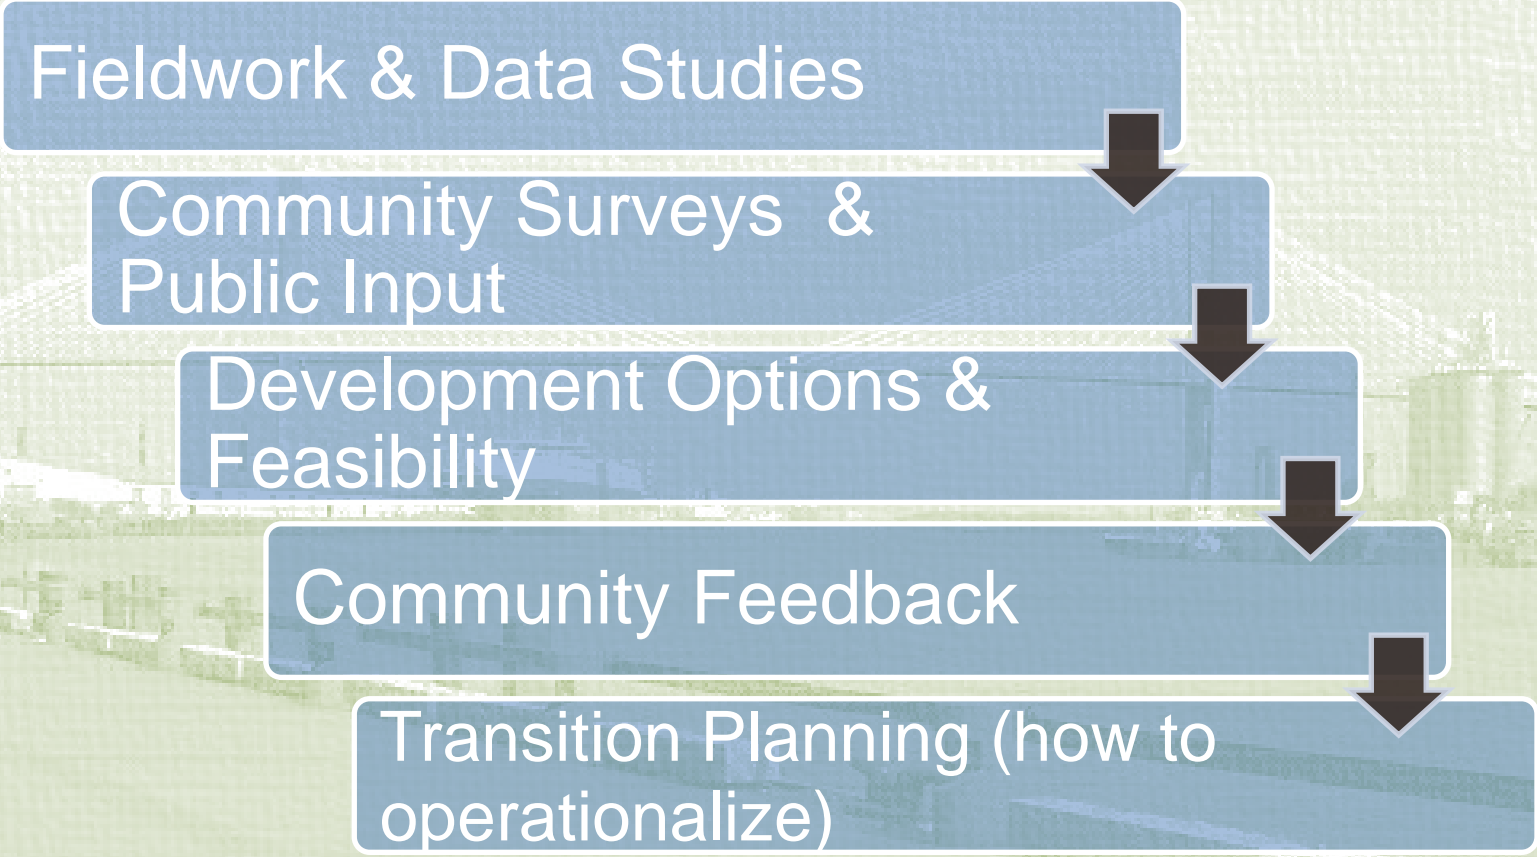 Fieldwork & Data Studies
Community Surveys & 
Public Input
Development Options &
Feasibility
Community Feedback
Transition Planning (how to
operationalize)